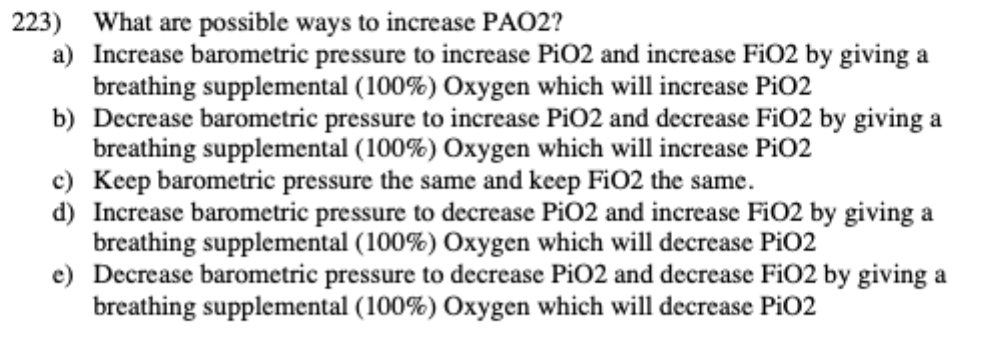 223) What are possible ways to increase PAO2?
a) Increase barometric pressure to increase PiO2 and increase FiO2 by giving a
breathing supplemental (100%) Oxygen which will increase PiO2
b) Decrease barometric pressure to increase PiO2 and decrease FiO2 by giving a
breathing supplemental (100%) Oxygen which will increase PiO2
c) Keep barometric pressure the same and keep FiO2 the same.
d) Increase barometric pressure to decrease PiO2 and increase FiO2 by giving a
breathing supplemental (100%) Oxygen which will decrease PiO2
e) Decrease barometric pressure to decrease PiO2 and decrease FiO2 by giving a
breathing supplemental (100%) Oxygen which will decrease PiO2